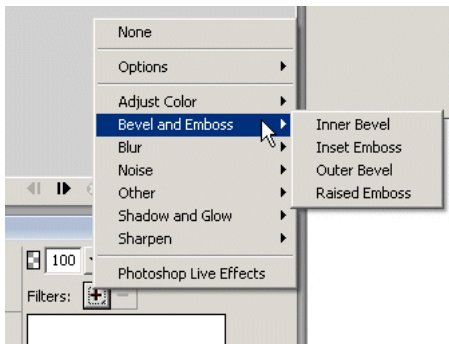 None
Options
Adjust Color
Bevel and Emboss
Inner Bevel
Blur
Inset Emboss
Noise
Outer Bevel
Other
Raised Emboss
Shadow and Glow
Sharpen
100
Photoshop Live Effects
Filters: